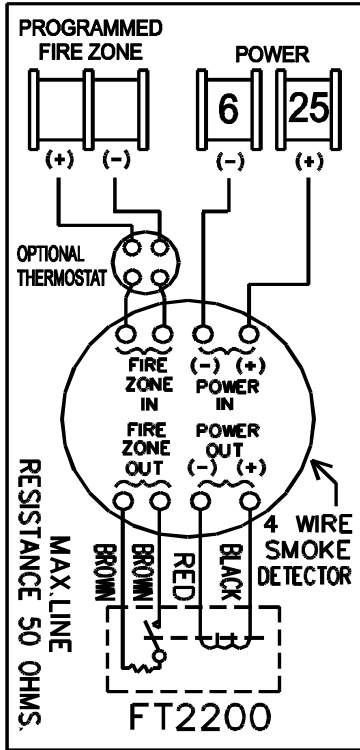 PROGRAMMED
FIRE ZONE
POWER
6
25
(+)
(-)
(-)
(+)
OPTIONAL
THERMOSTAT
FIRE
ZONE
IN
(-) (+)
POWER
IN
FIRE
ZONE
OUT
POWER
OUT
(-) (+)
4 WIRE
SMOKE
DETECTOR
BROWN
BROWN
RED
BLACK
MAX.LINE
RESISTANCE 50 OHMS.
FT2200